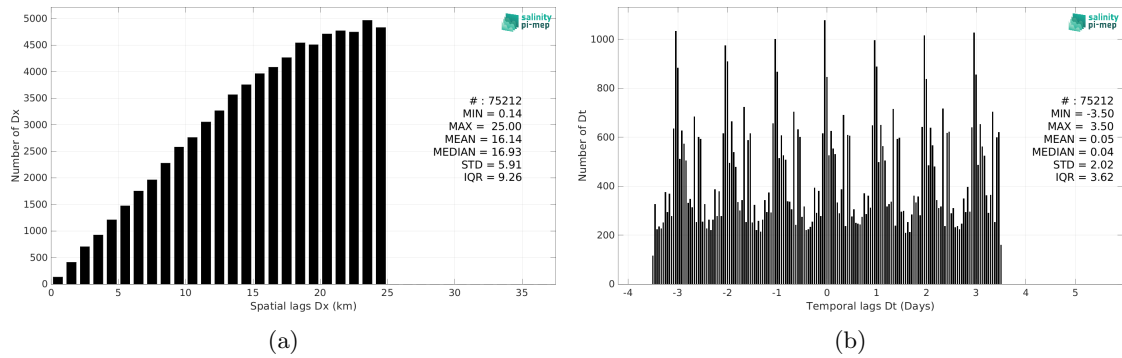 5000
4500
4000
3500
3000
2500
2000
1500
1000
500
0
Number of Dx
0 5 10 15 20 25 30 35
Spatial lags Dx (km)
salinity
pi-mep
# : 75212
MIN = 0.14
MAX = 25.00
MEAN = 16.14
MEDIAN = 16.93
STD = 5.91
IQR = 9.26
(a)
1000
800
600
400
200
0
Number of Dt
-4 -3 -2 -1 0 1 2 3 4 5
Temporal lags Dt (Days)
salinity
pi-mep
# : 75212
MIN = -3.50
MAX = 3.50
MEAN = 0.05
MEDIAN = 0.04
STD = 2.02
IQR = 3.62
(b)